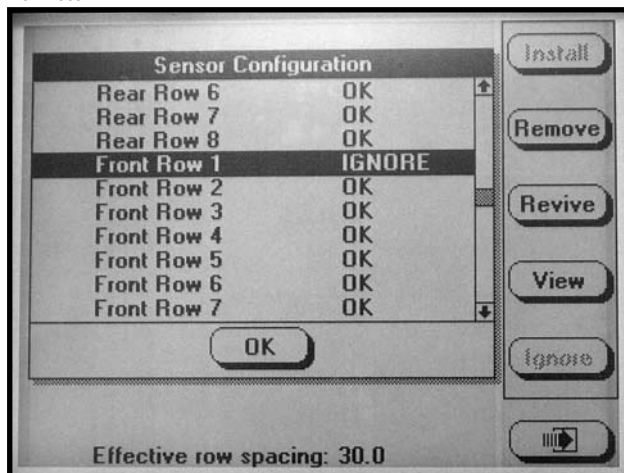 Sensor Configuration
Rear Row 6 OK
Rear Row 7 OK
Rear Row 8 OK
Front Row 1 IGNORE
Front Row 2 OK
Front Row 3 OK
Front Row 4 OK
Front Row 5 OK
Front Row 6 OK
Front Row 7 OK
OK
Effective row spacing: 30.0
Install
Remove
Revive
View
Ignore